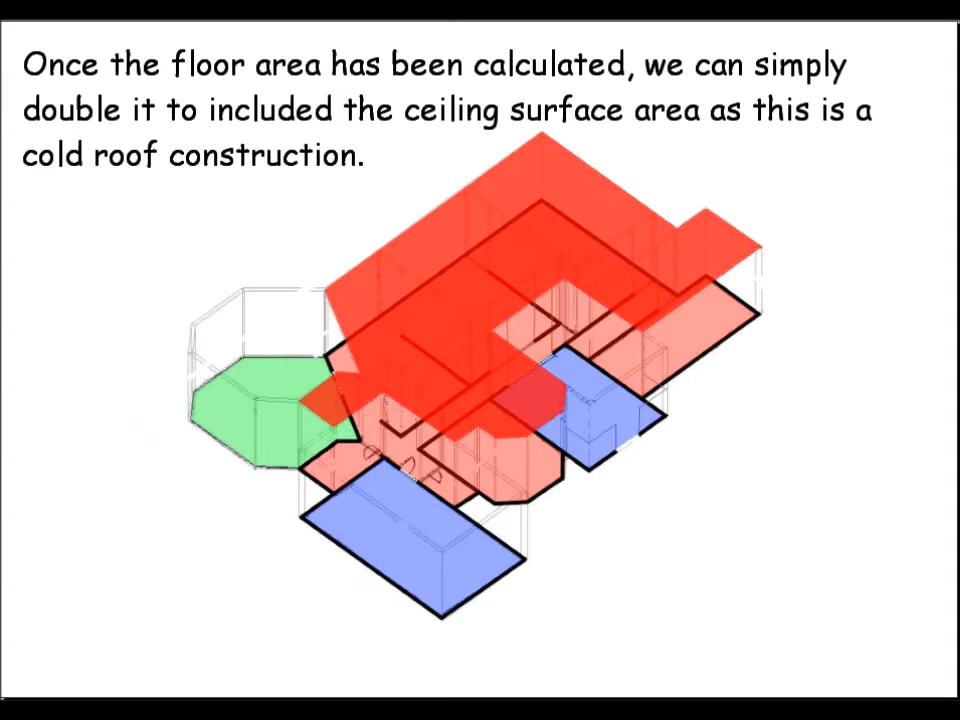 Once the floor area has been calculated, we can simply
double it to included the ceiling surface area as this is a
cold roof construction.